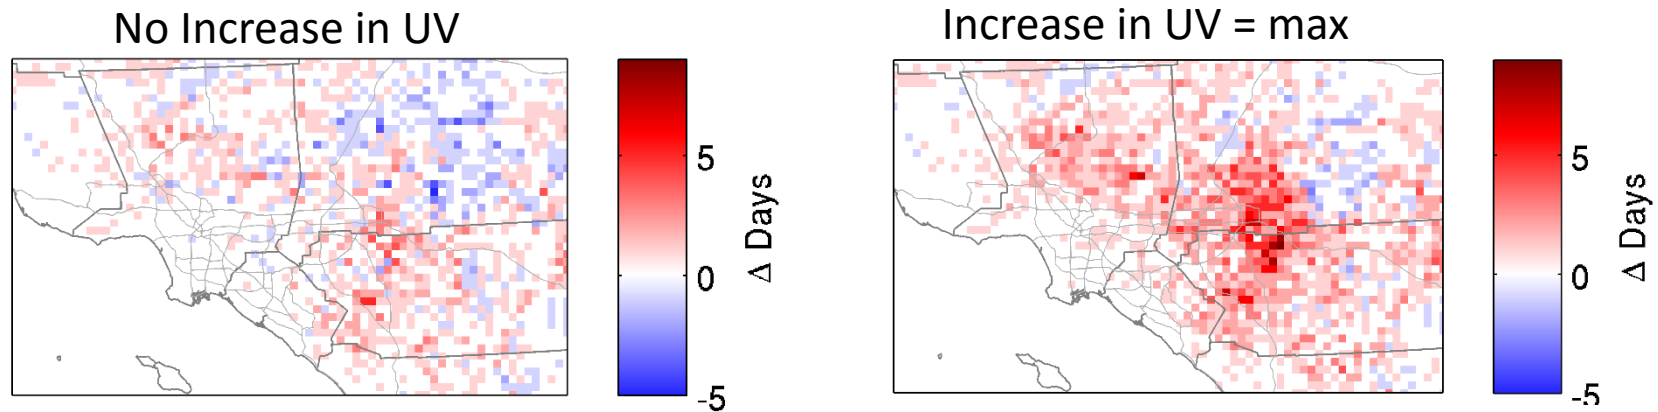 No Increase in UV
5
0
-5
Δ Days
Increase in UV = max
5
0
-5
Δ Days